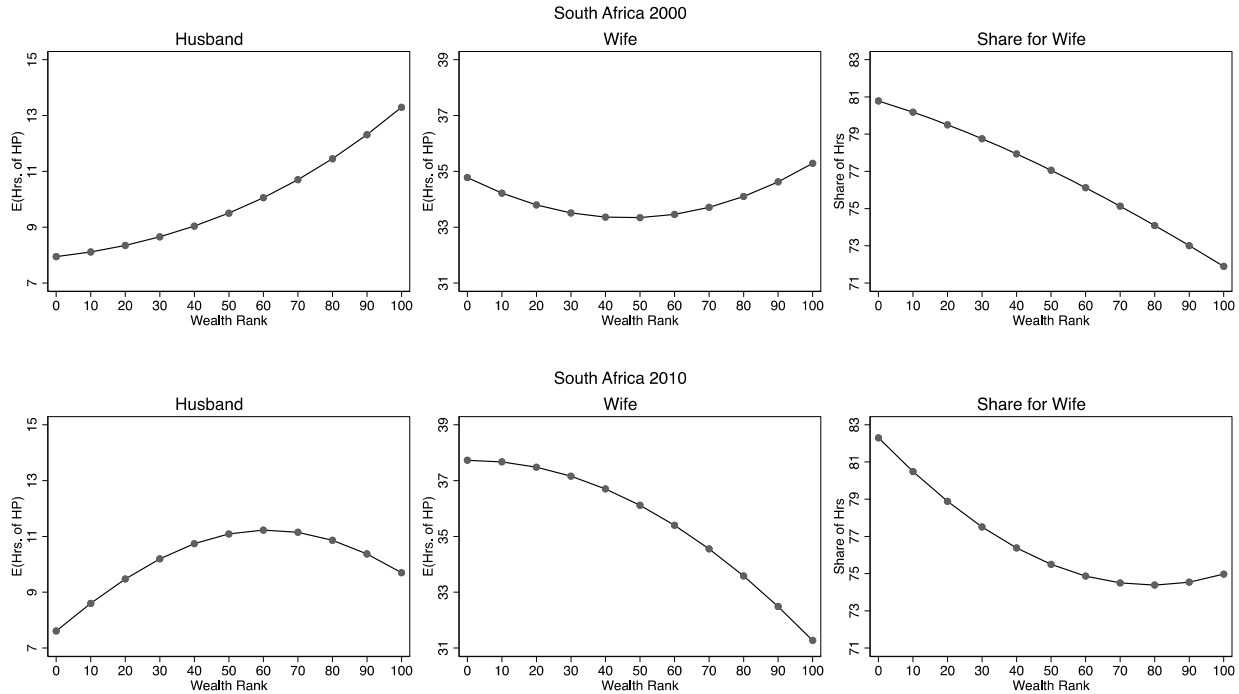 South Africa 2000
Husband
E(Hrs. of HP)
15
13
11
9
7
0 10 20 30 40 50 60 70 80 90 100
Wealth Rank
Wife
E(Hrs. of HP)
39
37
35
33
31
0 10 20 30 40 50 60 70 80 90 100
Wealth Rank
Share for Wife
Share of Hrs
83
81
79
77
75
73
71
0 10 20 30 40 50 60 70 80 90 100
Wealth Rank
South Africa 2010
Husband
E(Hrs. of HP)
15
13
11
9
7
0 10 20 30 40 50 60 70 80 90 100
Wealth Rank
Wife
E(Hrs. of HP)
39
37
35
33
31
0 10 20 30 40 50 60 70 80 90 100
Wealth Rank
Share for Wife
Share of Hrs
83
81
79
77
75
73
71
0 10 20 30 40 50 60 70 80 90 100
Wealth Rank